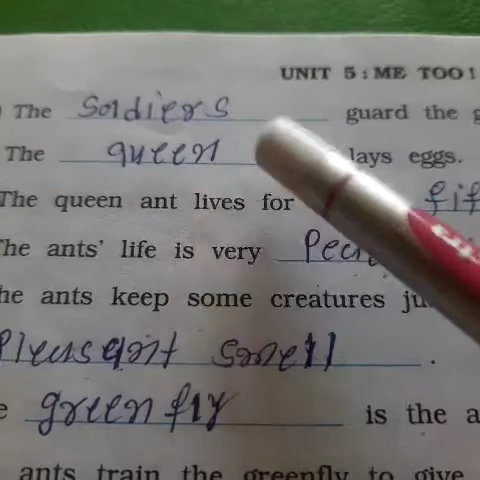 UNIT 5 : ME TOO !
The Soldiers guard the
The queen lays eggs.
The queen ant lives for fif
The ants' life is very Pea
he ants keep some creatures ju
Pleasant smell .
e greenfly is the a
ants train the greenfly to give